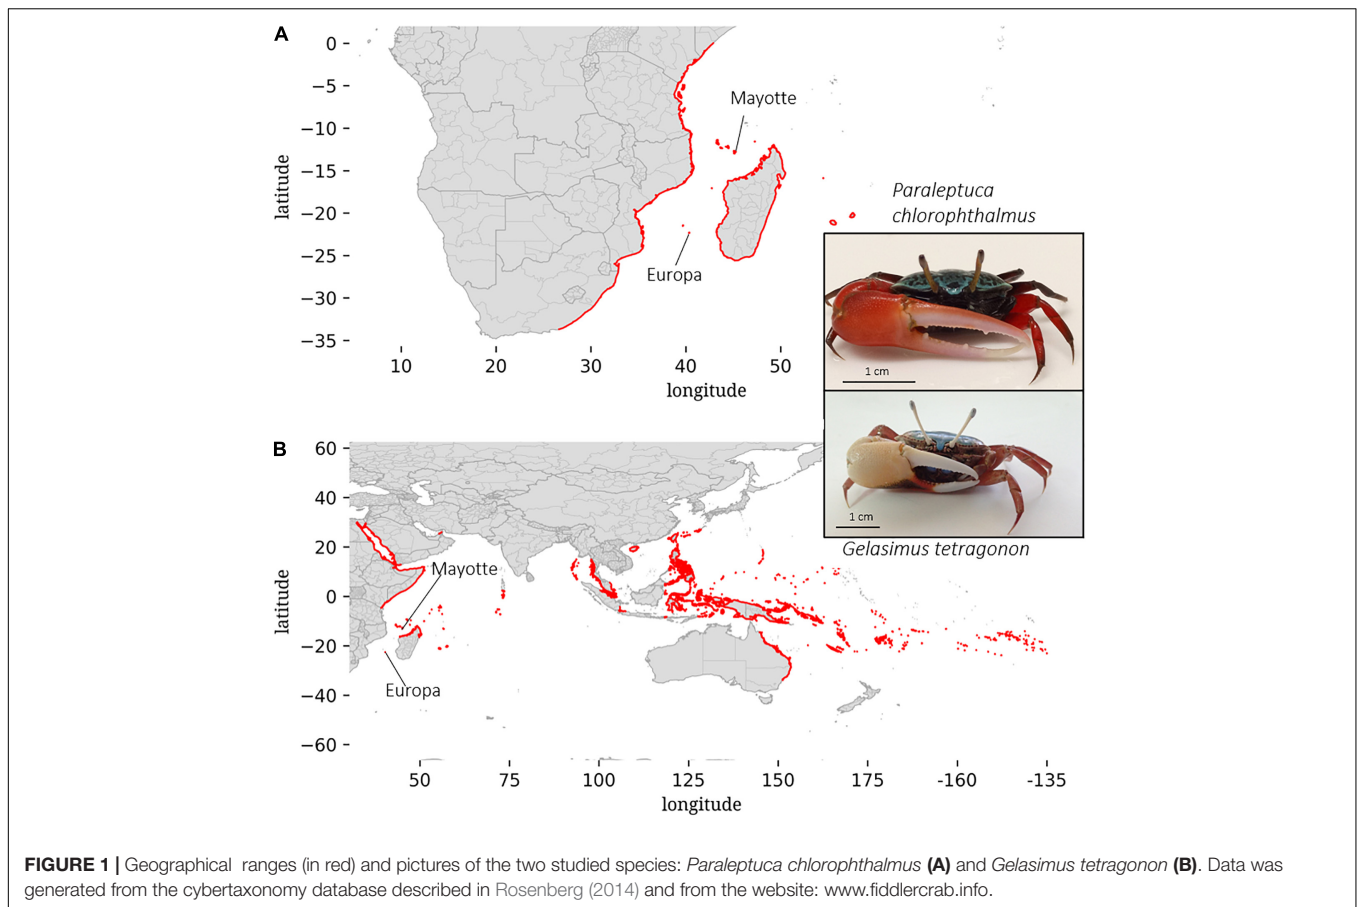 A
0
−5
−10
−15
−20
−25
−30
−35
latitude
Mayotte
Europa
10 20 30 40 50
longitude
Paraleptuca
chlorophthalmus
1 cm
1 cm
Gelasimus tetragonon
B
60
40
20
0
−20
−40
−60
latitude
Mayotte
Europa
50 75 100 125 150 175 -160 -135
longitude
FIGURE 1 | Geographical ranges (in red) and pictures of the two studied species: Paraleptuca chlorophthalmus (A) and Gelasimus tetragonon (B). Data was
generated from the cybertaxonomy database described in Rosenberg (2014) and from the website: www.fiddlercrab.info.